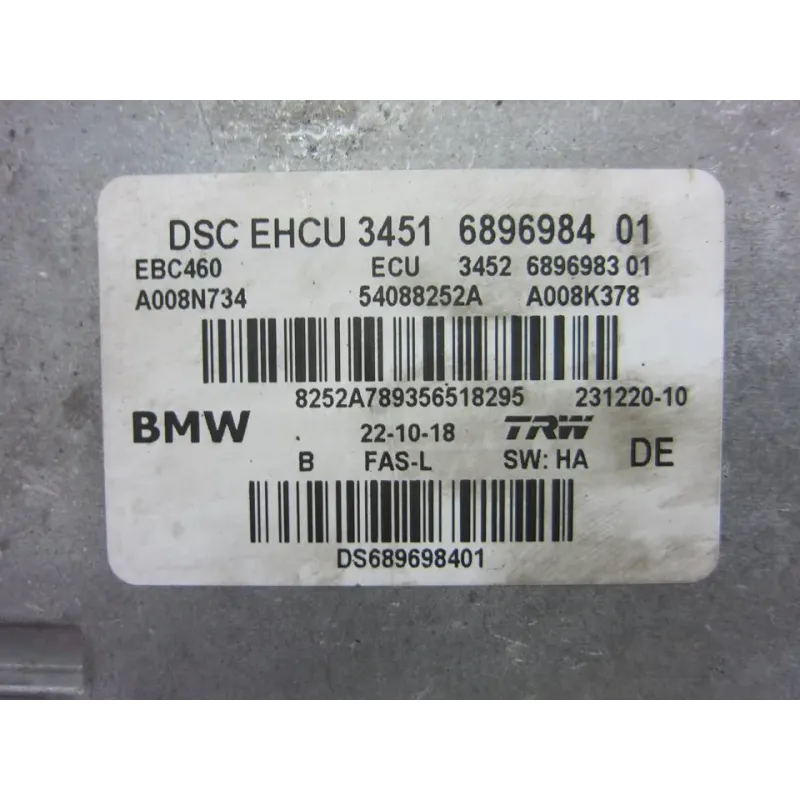 DSC EHCU 3451 6896984 01
EBC460 ECU 3452 6896983 01
A008N734 54088252A A008K378
8252A789356518295 231220-10
BMW 22-10-18 TRW
B FAS-L SW: HA DE
DS689698401